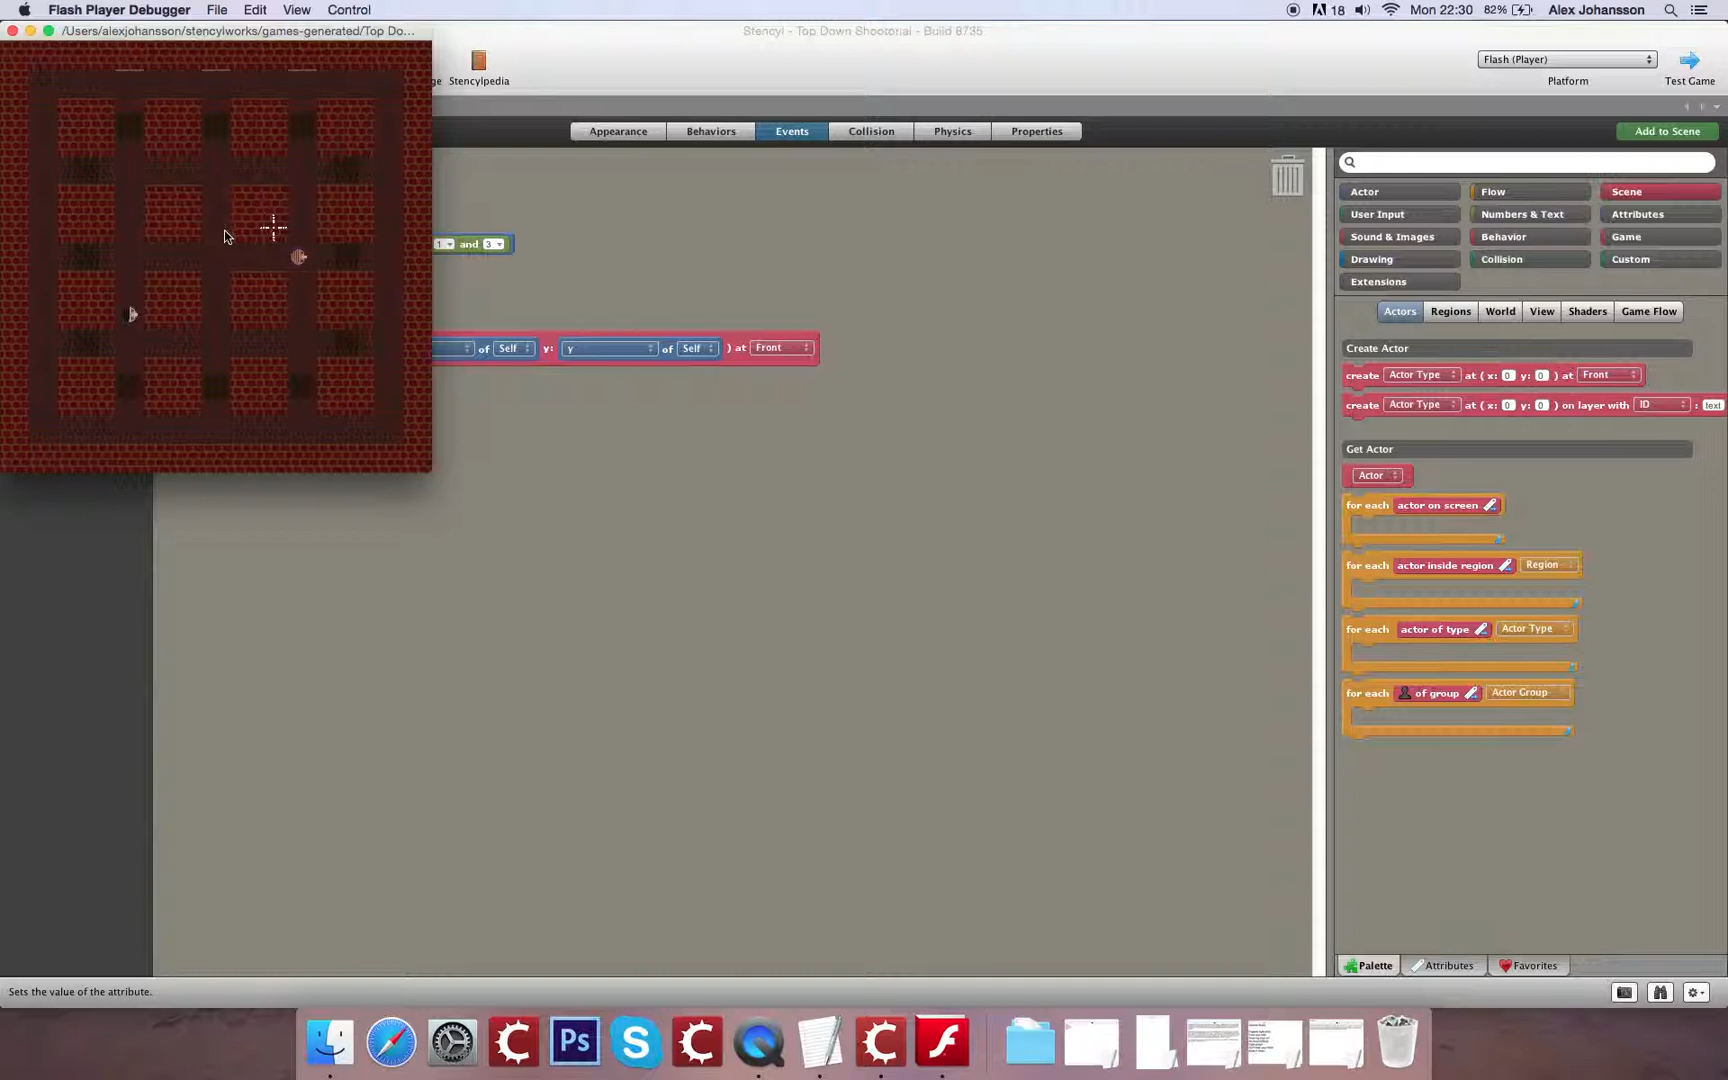 Flash Player Debugger File Edit View Control 18 Mon 22:30 82% Alex Johansson
/Users/alexjohansson/stencylworks/games-generated/Top Do... Stencyl - Top Down Shootorial - Build 8735
ge Stencylpedia Flash (Player) Platform Test Game
Appearance Behaviors Events Collision Physics Properties Add to Scene
Actor Flow Scene
User Input Numbers & Text Attributes
1 and 3
Sound & Images Behavior Game
Drawing Collision Custom
Extensions
Actors Regions World View Shaders Game Flow
of Self y: y of Self ) at Front
Create Actor
create Actor Type at ( x: 0 y: 0 ) at Front
create Actor Type at ( x: 0 y: 0 ) on layer with ID : text
Get Actor
Actor
for each actor on screen
for each actor inside region Region
for each actor of type Actor Type
for each of group Actor Group
Palette Attributes Favorites
Sets the value of the attribute.
Ps